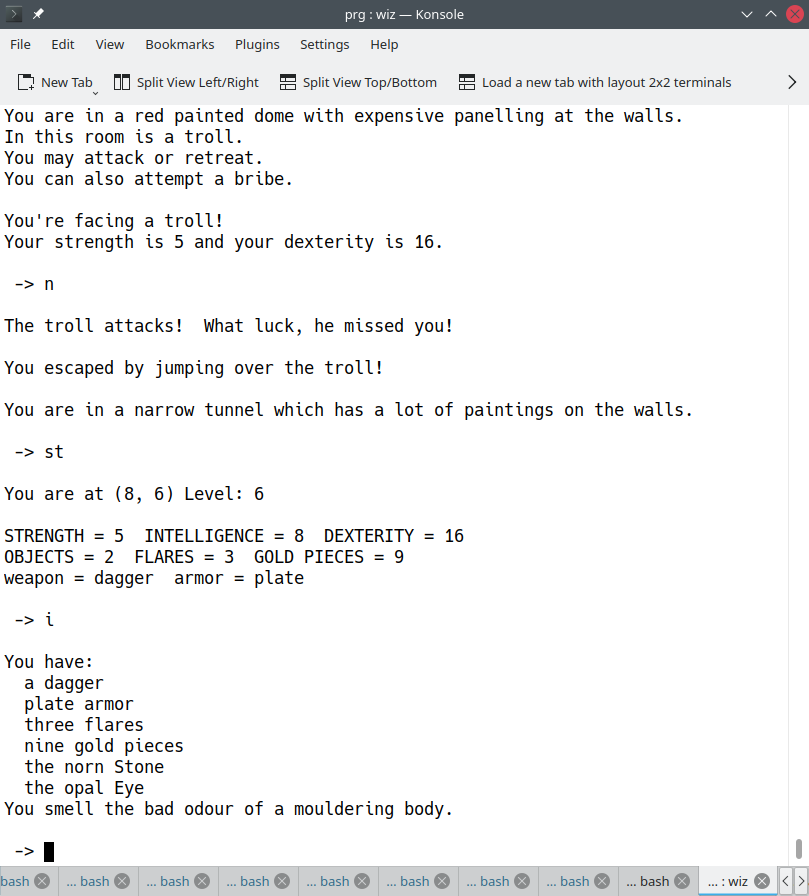 prg : wiz — Konsole
File Edit View Bookmarks Plugins Settings Help
New Tab Split View Left/Right Split View Top/Bottom Load a new tab with layout 2x2 terminals
You are in a red painted dome with expensive panelling at the walls.
In this room is a troll.
You may attack or retreat.
You can also attempt a bribe.
You're facing a troll!
Your strength is 5 and your dexterity is 16.
-> n
The troll attacks!  What luck, he missed you!
You escaped by jumping over the troll!
You are in a narrow tunnel which has a lot of paintings on the walls.
-> st
You are at (8, 6) Level: 6
STRENGTH = 5  INTELLIGENCE = 8  DEXTERITY = 16
OBJECTS = 2  FLARES = 3  GOLD PIECES = 9
weapon = dagger  armor = plate
-> i
You have:
a dagger
plate armor
three flares
nine gold pieces
the norn Stone
the opal Eye
You smell the bad odour of a mouldering body.
->
bash ... bash ... bash ... bash ... bash ... bash ... bash ... bash ... bash ... : wiz